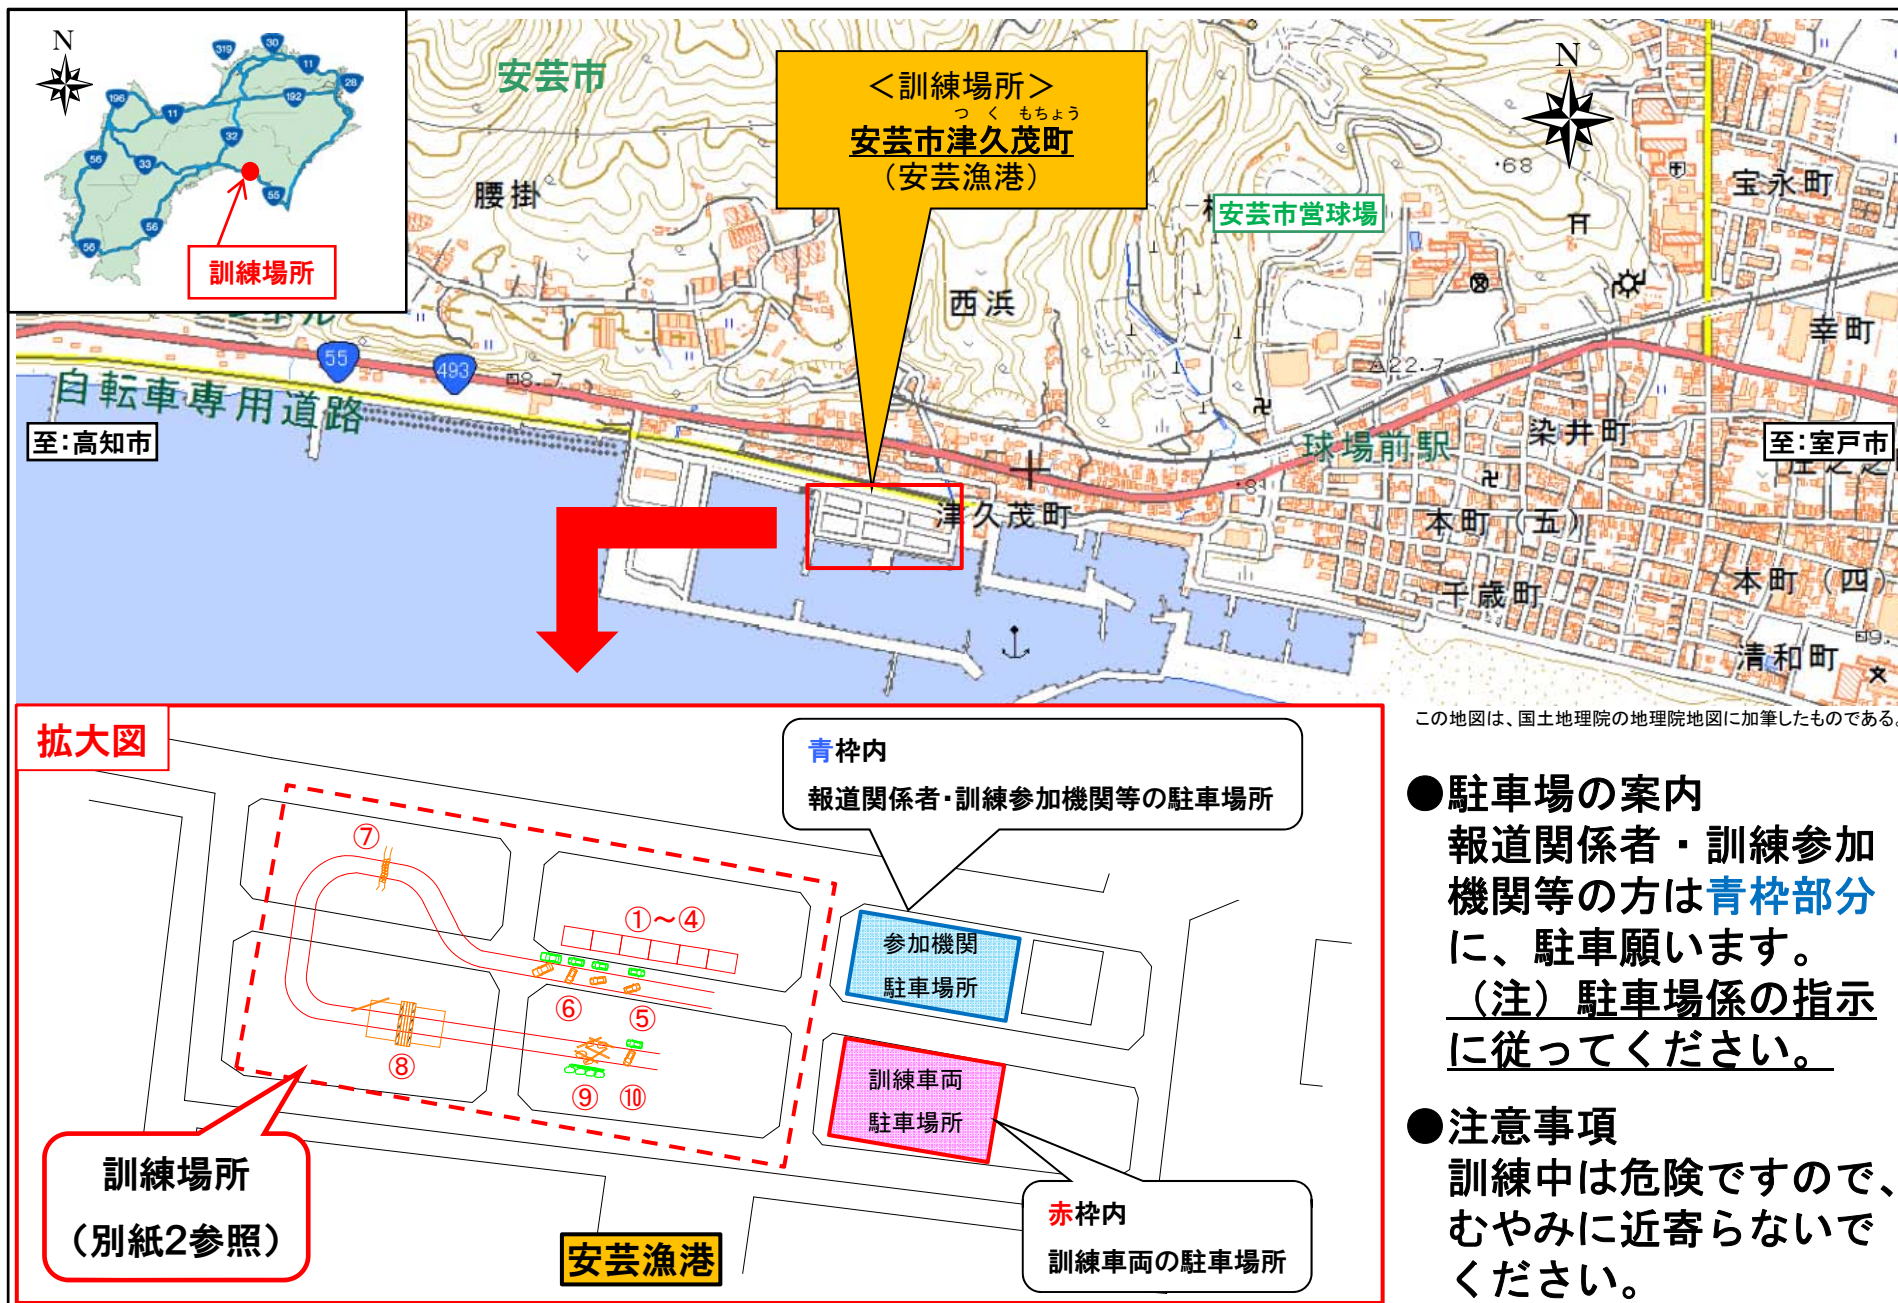 N
319
30
11
28
192
196
11
32
33
56
55
56
56
訓練場所
安芸市
＜訓練場所＞
つくもちょう
安芸市津久茂町
（安芸漁港）
N
腰掛
西浜
・68
安芸市営球場
宝永町
幸町
55
493
8.7
22.7
自転車専用道路
至：高知市
球場前駅
染井町
至：室戸市
津久茂町
本町（五）
千歳町
本町（四）
清和町
この地図は、国土地理院の地理院地図に加筆したものである。
拡大図
青枠内
報道関係者・訓練参加機関等の駐車場所
⑦
①～④
⑥
⑤
⑧
⑨
⑩
参加機関
駐車場所
訓練車両
駐車場所
訓練場所
（別紙2参照）
安芸漁港
赤枠内
訓練車両の駐車場所
●駐車場の案内
報道関係者・訓練参加
機関等の方は青枠部分
に、駐車願います。
（注）駐車場係の指示
に従ってください。
●注意事項
訓練中は危険ですので、
むやみに近寄らないで
ください。